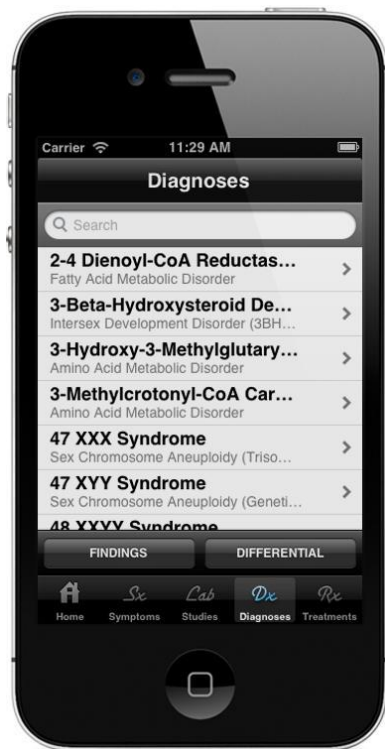 Carrier 11:29 AM
Diagnoses
Search
2-4 Dienoyl-CoA Reductas...
Fatty Acid Metabolic Disorder
3-Beta-Hydroxysteroid De...
Intersex Development Disorder (3BH...
3-Hydroxy-3-Methylglutary...
Amino Acid Metabolic Disorder
3-Methylcrotonyl-CoA Car...
Amino Acid Metabolic Disorder
47 XXX Syndrome
Sex Chromosome Aneuploidy (Triso...
47 XYY Syndrome
Sex Chromosome Aneuploidy (Geneti...
48 XXYY Syndrome
FINDINGS DIFFERENTIAL
Sx Lab Dx Rx
Home Symptoms Studies Diagnoses Treatments